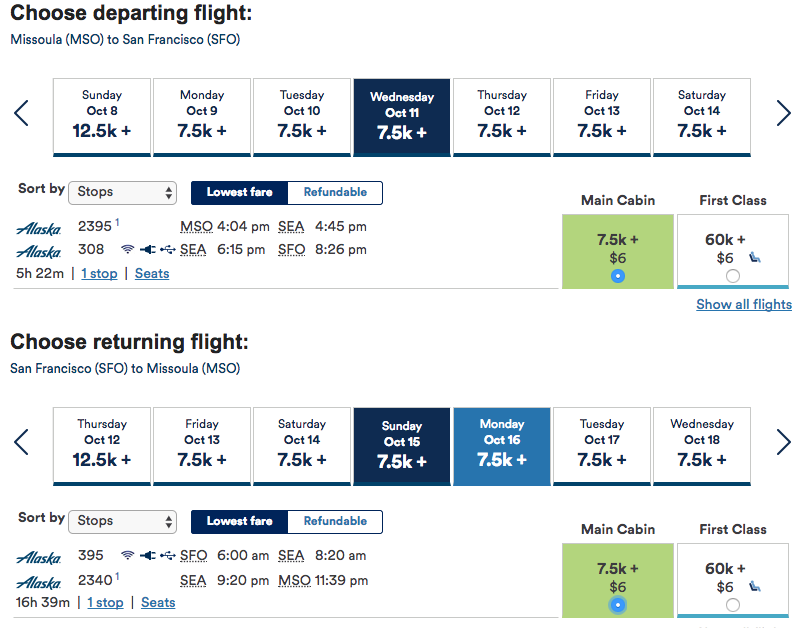 Choose departing flight:
Missoula (MSO) to San Francisco (SFO)
Sunday Monday Tuesday Wednesday Thursday Friday Saturday
Oct 8 Oct 9 Oct 10 Oct 11 Oct 12 Oct 13 Oct 14
12.5k + 7.5k + 7.5k + 7.5k + 7.5k + 7.5k + 7.5k +
Sort by Stops Lowest fare Refundable
Main Cabin First Class
Alaska 2395 1 MSO 4:04 pm SEA 4:45 pm
Alaska 308 SEA 6:15 pm SFO 8:26 pm
7.5k + 60k +
$6 $6
5h 22m | 1 stop | Seats
Show all flights
Choose returning flight:
San Francisco (SFO) to Missoula (MSO)
Thursday Friday Saturday Sunday Monday Tuesday Wednesday
Oct 12 Oct 13 Oct 14 Oct 15 Oct 16 Oct 17 Oct 18
12.5k + 7.5k + 7.5k + 7.5k + 7.5k + 7.5k + 7.5k +
Sort by Stops Lowest fare Refundable
Main Cabin First Class
Alaska 395 SFO 6:00 am SEA 8:20 am
Alaska 2340 1 SEA 9:20 pm MSO 11:39 pm
7.5k + 60k +
$6 $6
16h 39m | 1 stop | Seats